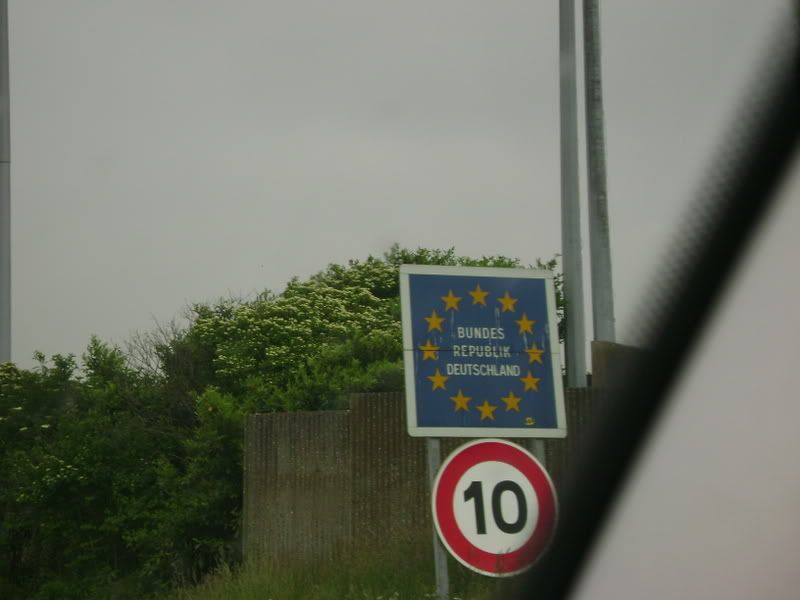 BUNDES
REPUBLIK
DEUTSCHLAND
10